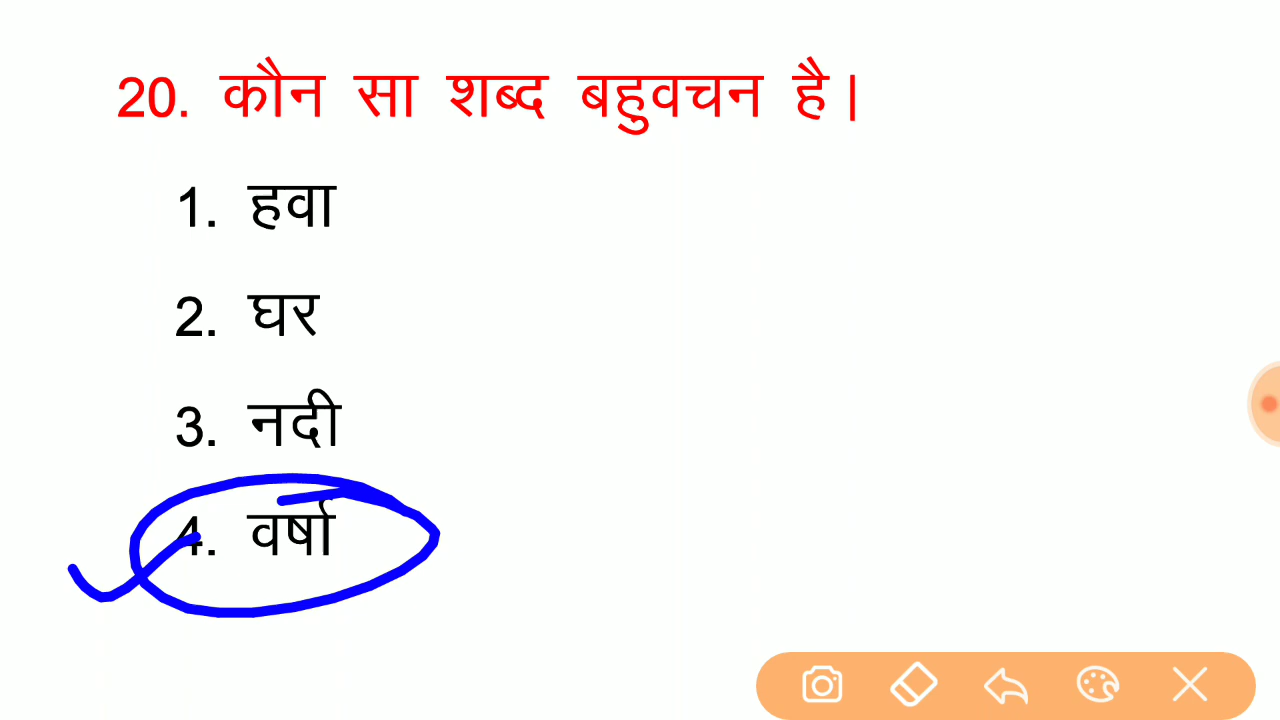 20. कौन सा शब्द बहुवचन है।
1. हवा
2. घर
3. नदी
4. वर्षा